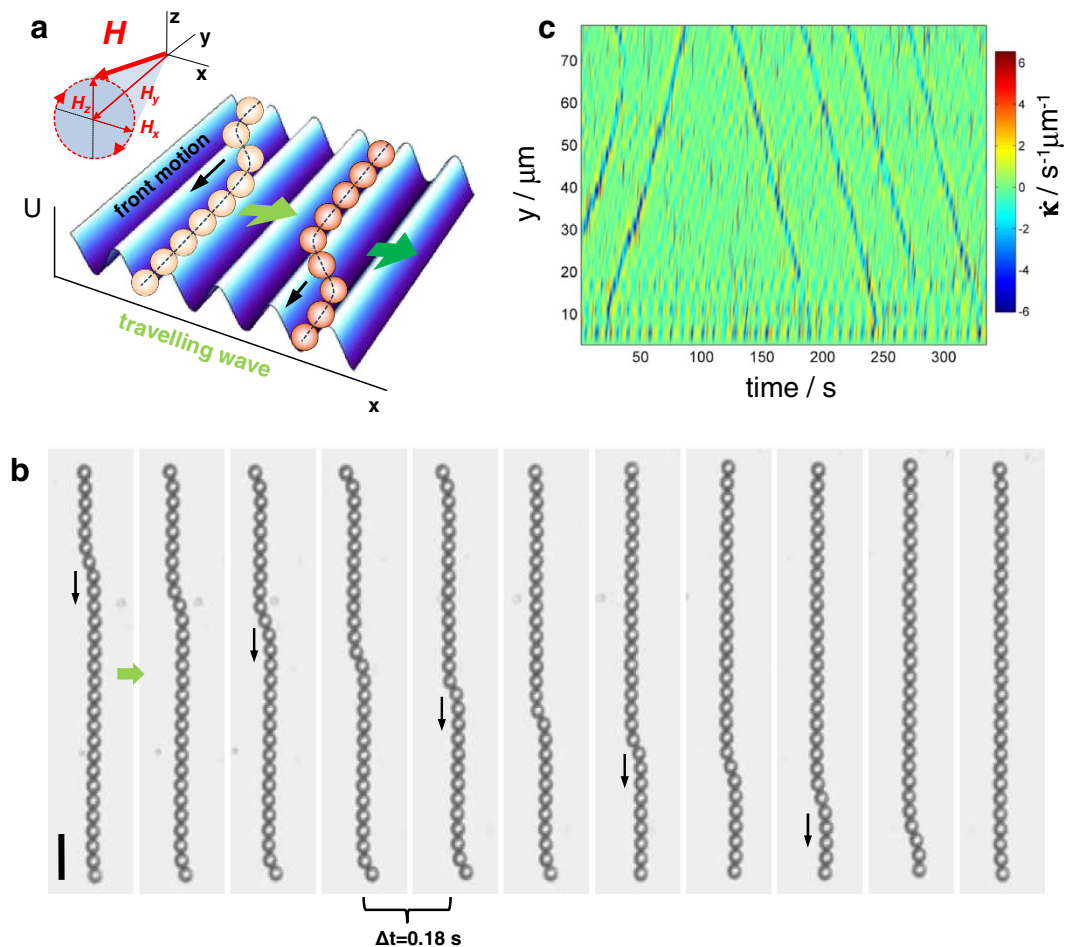 a
z
y
x
H
H_y
H_z
H_x
U
front motion
travelling wave
x
c
y / μm
70
60
50
40
30
20
10
50 100 150 200 250 300
time / s
6
4
2
0
-2
-4
-6
κ̇ / s⁻¹μm⁻¹
b
Δt=0.18 s